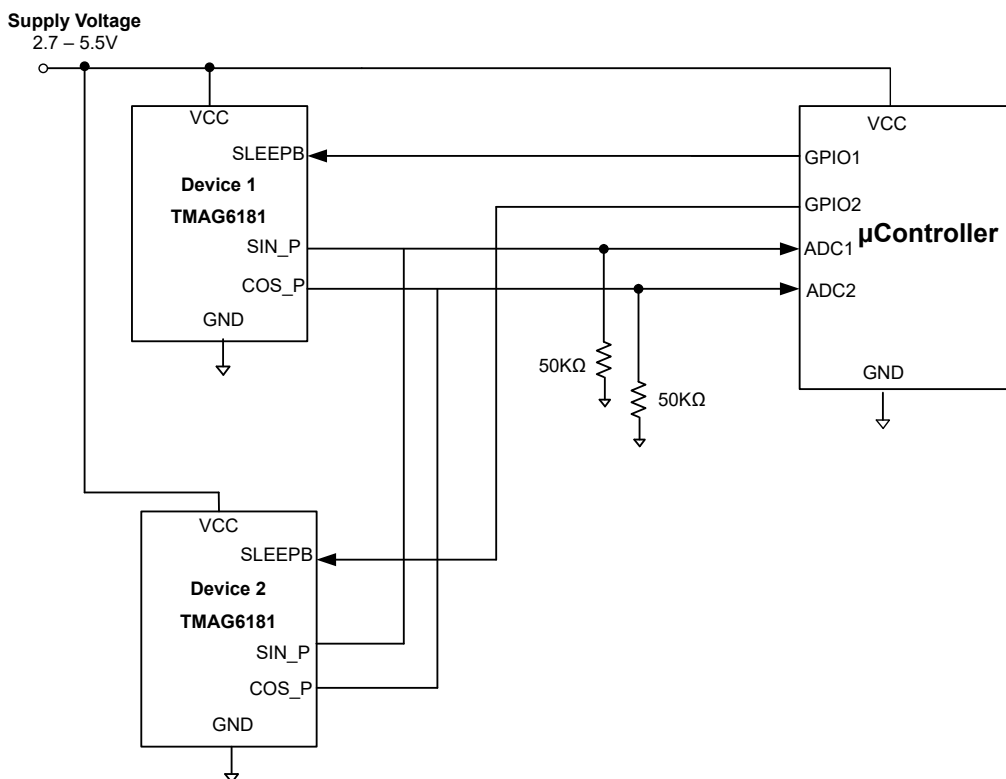 Supply Voltage
2.7 – 5.5V
VCC
SLEEPB
Device 1
TMAG6181
SIN_P
COS_P
GND
VCC
GPIO1
GPIO2
µController
ADC1
ADC2
GND
50KΩ
50KΩ
VCC
SLEEPB
Device 2
TMAG6181
SIN_P
COS_P
GND